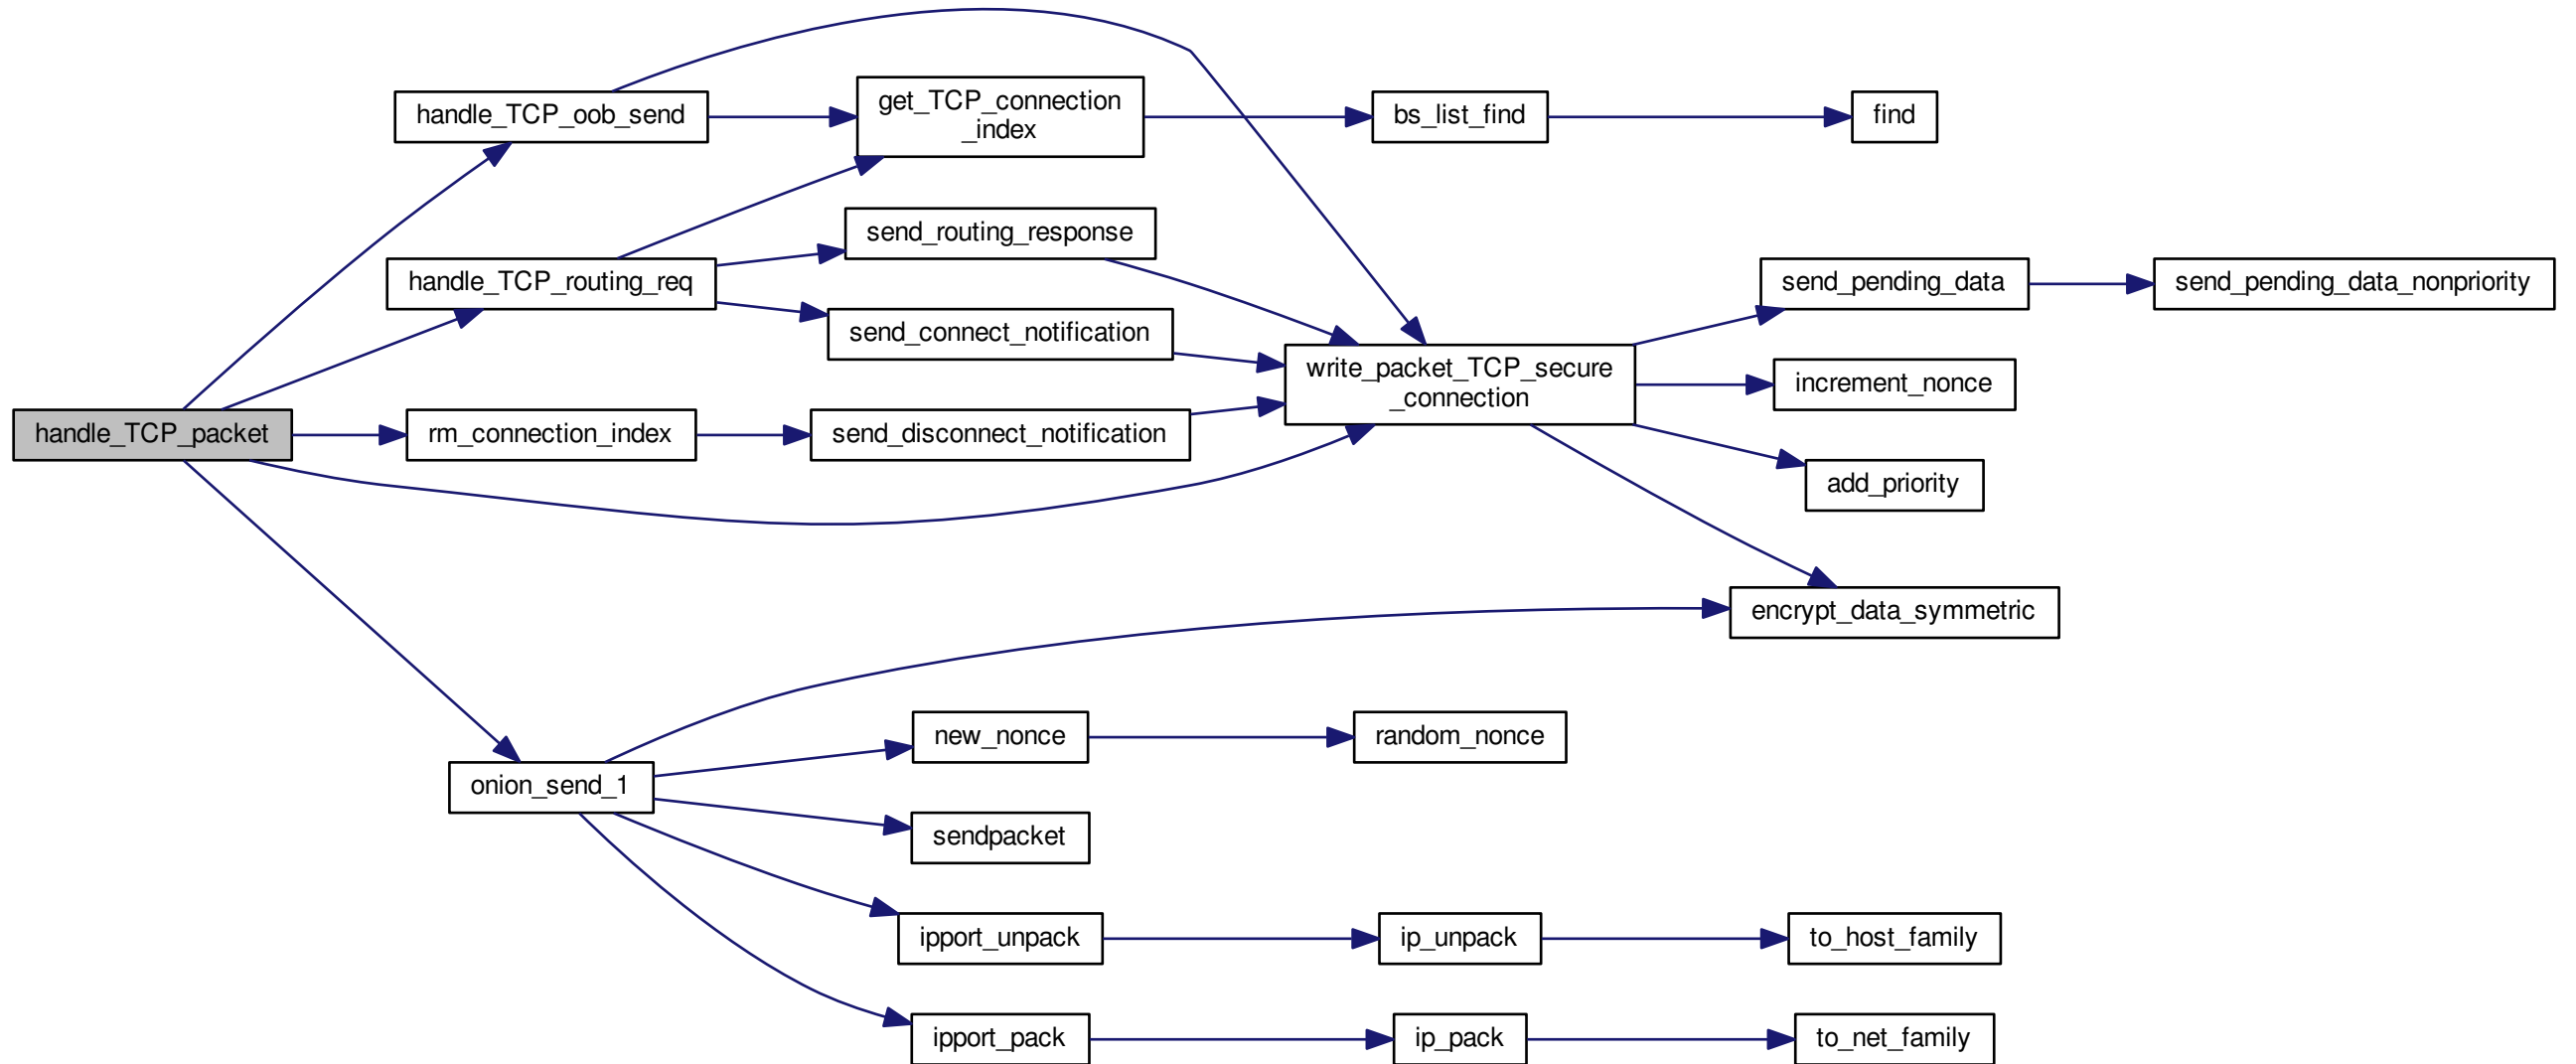 handle_TCP_packet
handle_TCP_oob_send
handle_TCP_routing_req
rm_connection_index
onion_send_1
get_TCP_connection
_index
send_routing_response
send_connect_notification
send_disconnect_notification
new_nonce
sendpacket
ipport_unpack
ipport_pack
bs_list_find
write_packet_TCP_secure
_connection
random_nonce
ip_unpack
ip_pack
find
send_pending_data
increment_nonce
add_priority
encrypt_data_symmetric
to_host_family
to_net_family
send_pending_data_nonpriority